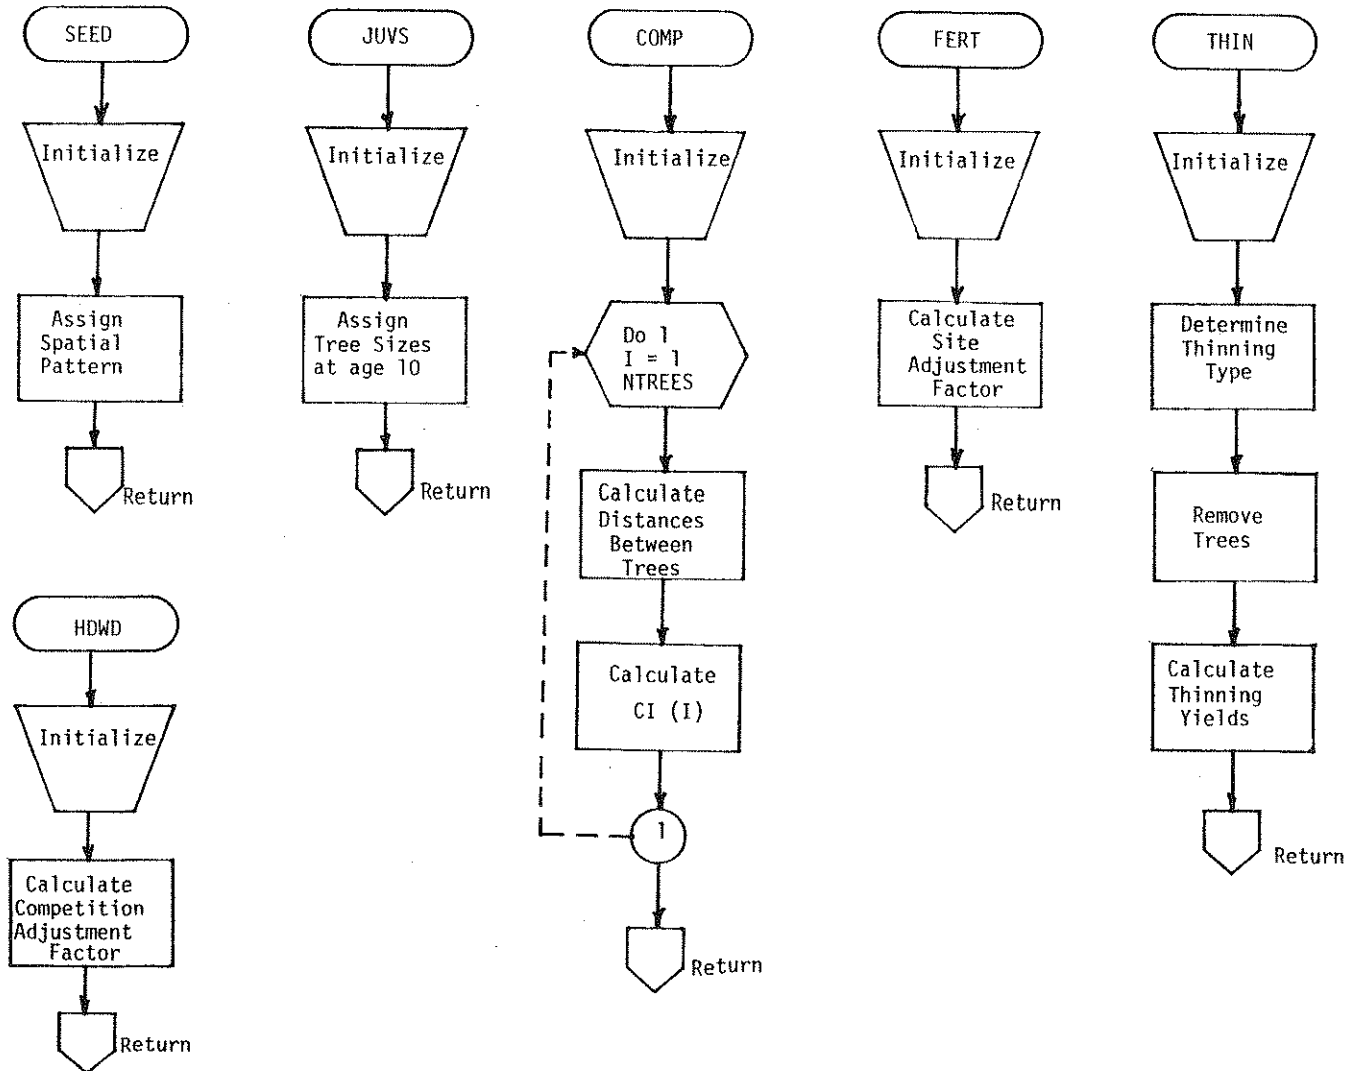 SEED
Initialize
Assign
Spatial
Pattern
Return
JUVS
Initialize
Assign
Tree Sizes
at age 10
Return
COMP
Initialize
Do 1
I = 1
NTREES
Calculate
Distances
Between
Trees
Calculate
CI (I)
1
Return
FERT
Initialize
Calculate
Site
Adjustment
Factor
Return
THIN
Initialize
Determine
Thinning
Type
Remove
Trees
Calculate
Thinning
Yields
Return
HDWD
Initialize
Calculate
Competition
Adjustment
Factor
Return